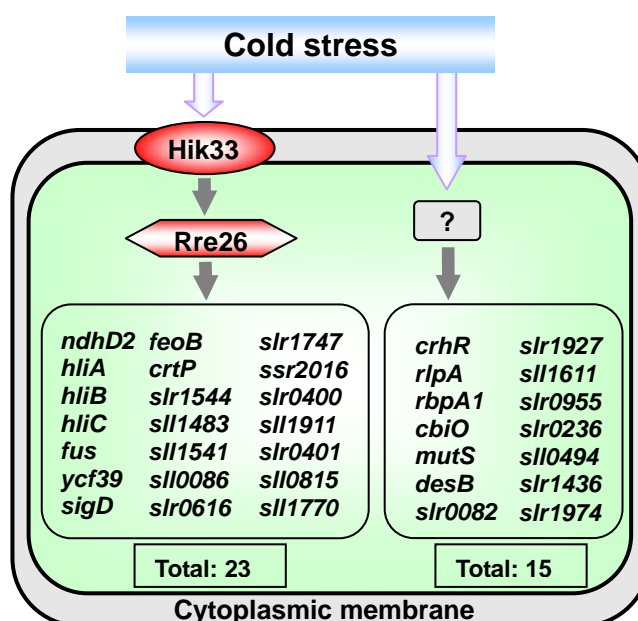 Cold stress
Hik33
?
Rre26
ndhD2 feoB slr1747
hliA crtP ssr2016
hliB slr1544 slr0400
hliC sll1483 sll1911
fus sll1541 slr0401
ycf39 sll0086 sll0815
sigD slr0616 sll1770
crhR slr1927
rlpA sll1611
rbpA1 slr0955
cbiO slr0236
mutS sll0494
desB slr1436
slr0082 slr1974
Total: 23
Total: 15
Cytoplasmic membrane